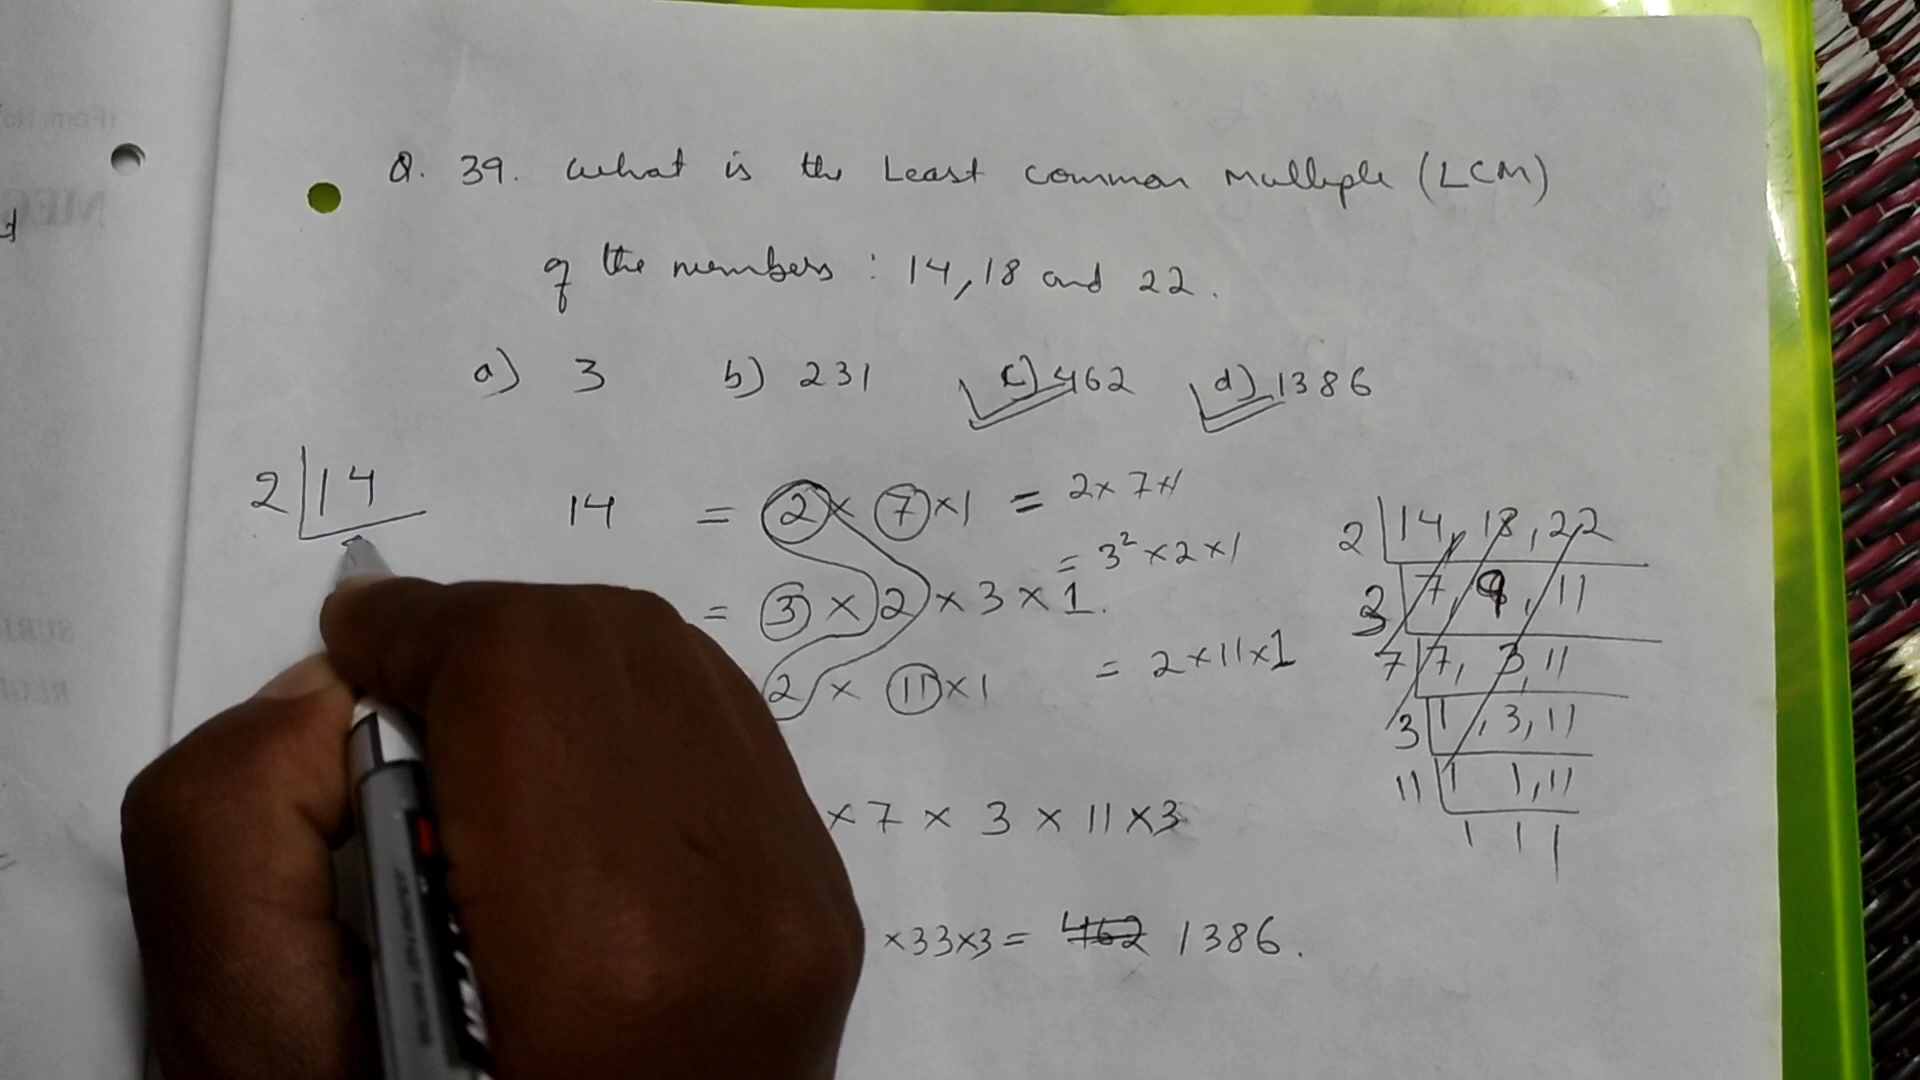 Q. 39. What is the Least common Multiple (LCM)
of the numbers : 14, 18 and 22.
a) 3 b) 231 c) 462 d) 1386
2 14
14 = 2 × 7 × 1 = 2 × 7 × 1
= 3 × 2 × 3 × 1. = 3² × 2 × 1
2 × 11 × 1 = 2 × 11 × 1
× 7 × 3 × 11 × 3
× 33 × 3 = 462 1386.
2 14, 18, 22
7, 9, 11
7 7, 3, 11
3 1, 3, 11
11 1 1, 11
1 1 1